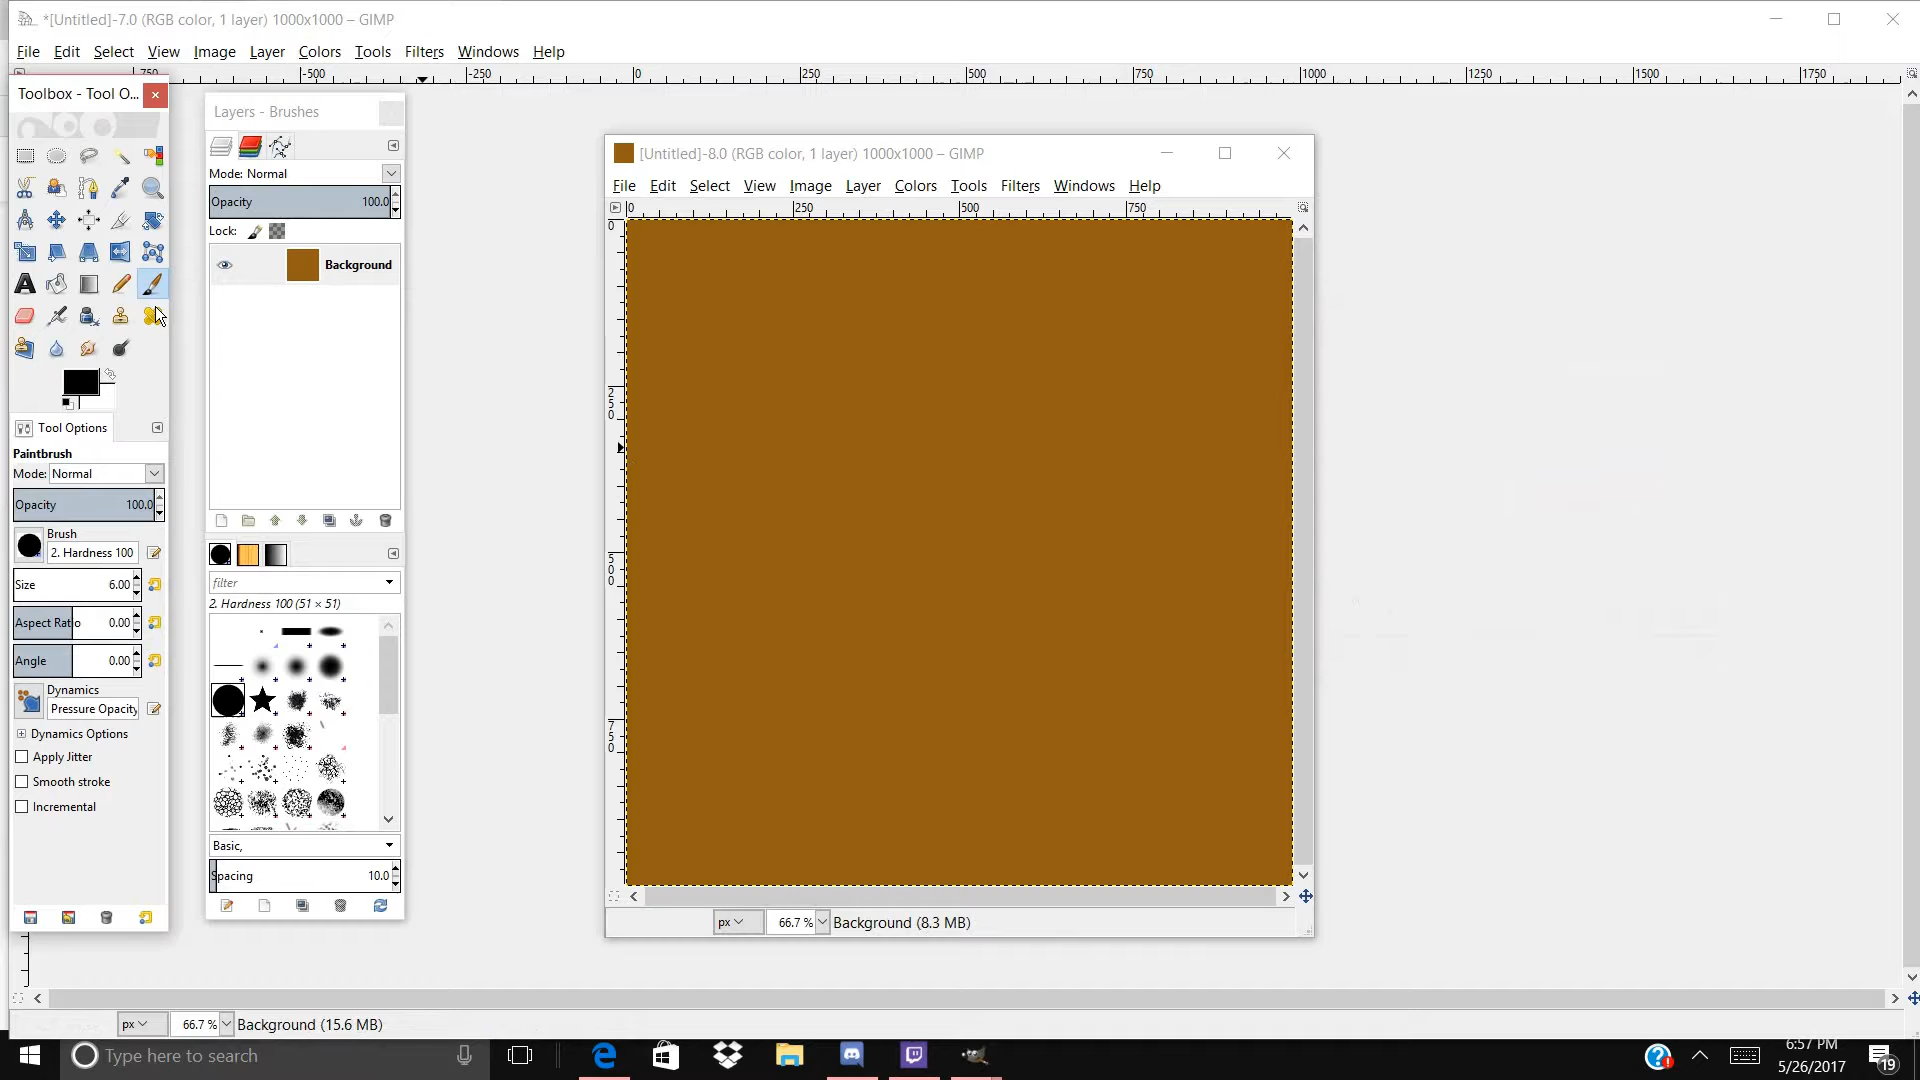 *[Untitled]-7.0 (RGB color, 1 layer) 1000x1000 – GIMP
File Edit Select View Image Layer Colors Tools Filters Windows Help
-500 -250 0 250 500 750 1000 1250 1500 1750
Toolbox - Tool O...
Tool Options
Paintbrush
Mode: Normal
Opacity 100.0
Brush
2. Hardness 100
Size 6.00
Aspect Ratio 0.00
Angle 0.00
Dynamics
Pressure Opacity
Dynamics Options
Apply Jitter
Smooth stroke
Incremental
Layers - Brushes
Mode: Normal
Opacity 100.0
Lock:
Background
filter
2. Hardness 100 (51 × 51)
Basic,
Spacing 10.0
[Untitled]-8.0 (RGB color, 1 layer) 1000x1000 – GIMP
File Edit Select View Image Layer Colors Tools Filters Windows Help
0 250 500 750
0
250
500
750
px 66.7 % Background (8.3 MB)
px 66.7 % Background (15.6 MB)
Type here to search
6:57 PM
5/26/2017
19